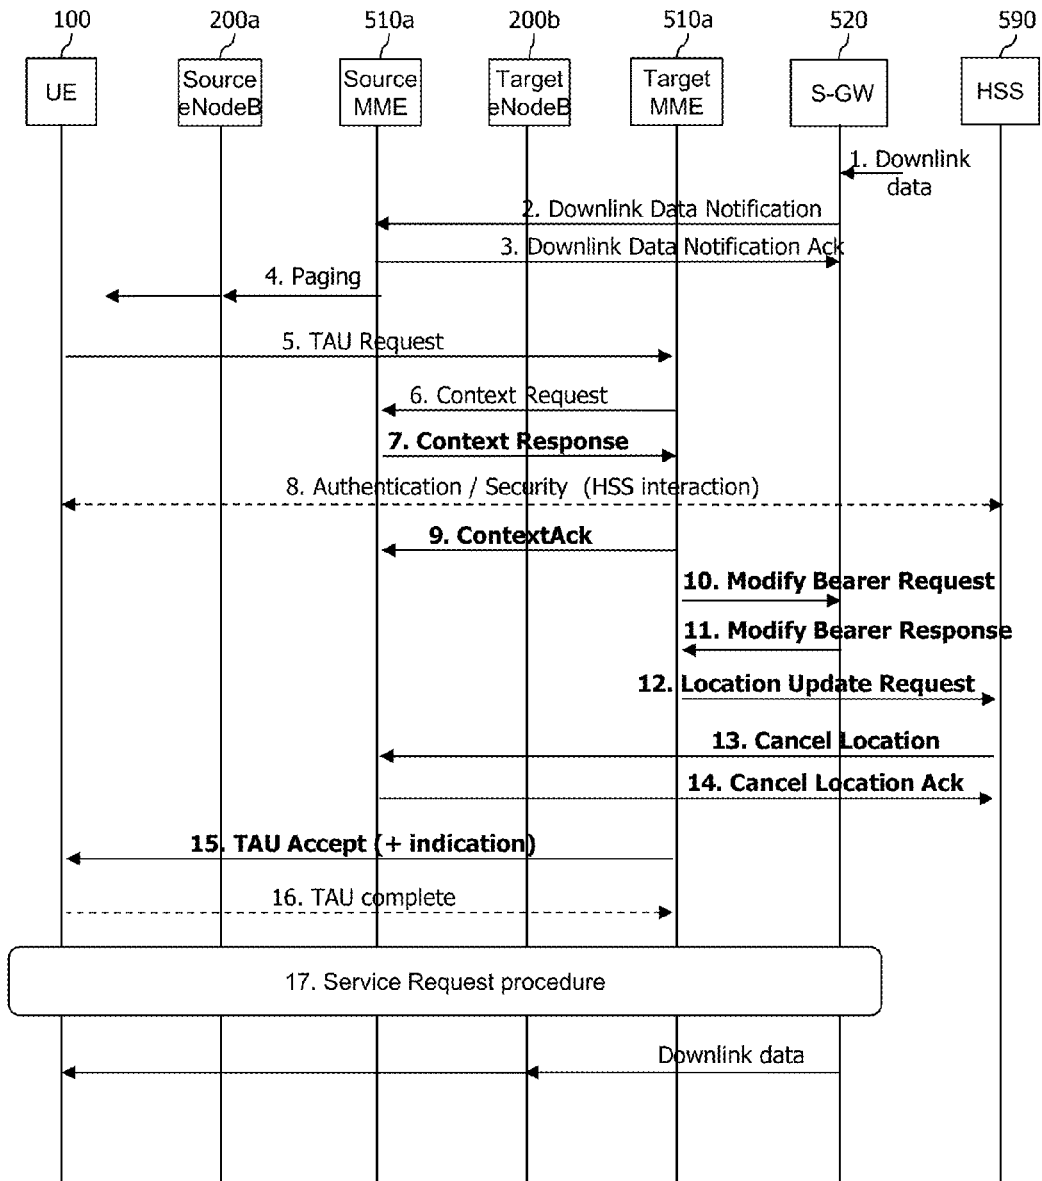 100 200a 510a 200b 510a 520 590
UE
Source
eNodeB
Source
MME
Target
eNodeB
Target
MME
S-GW
HSS
1. Downlink
data
2. Downlink Data Notification
3. Downlink Data Notification Ack
4. Paging
5. TAU Request
6. Context Request
7. Context Response
8. Authentication / Security (HSS interaction)
9. ContextAck
10. Modify Bearer Request
11. Modify Bearer Response
12. Location Update Request
13. Cancel Location
14. Cancel Location Ack
15. TAU Accept (+ indication)
16. TAU complete
17. Service Request procedure
Downlink data